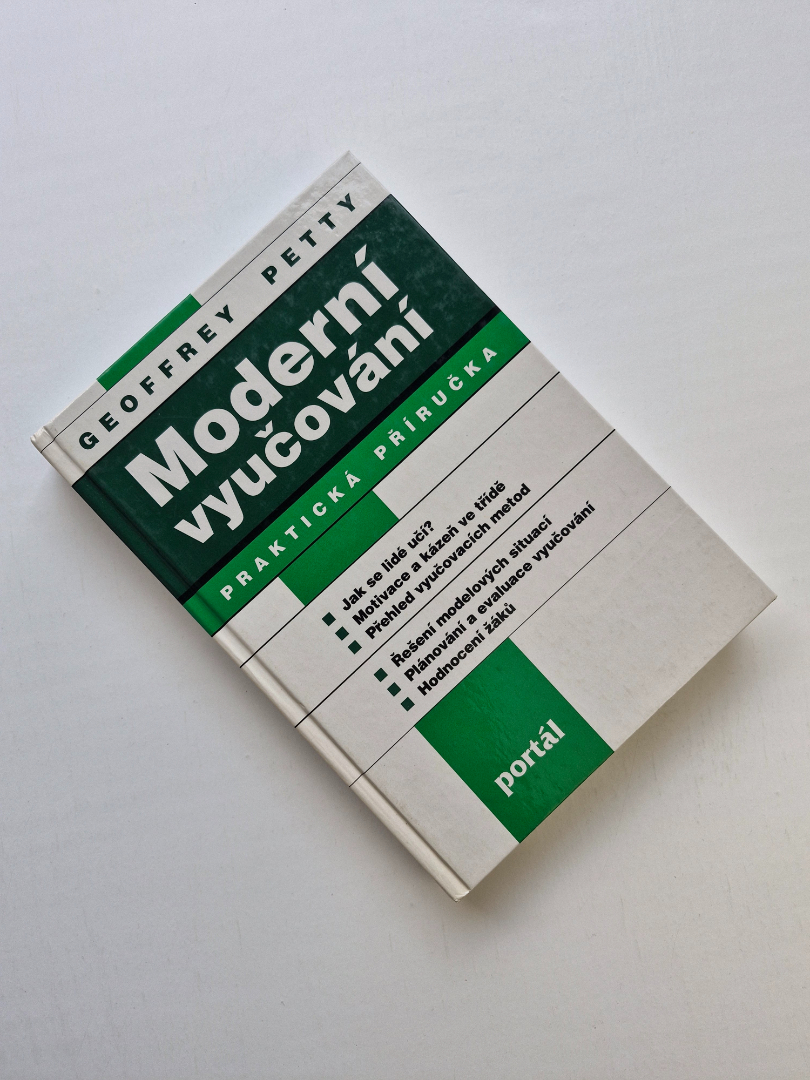 GEOFFREY PETTY
Moderní
vyučování
PRAKTICKÁ PŘÍRUČKA
Jak se lidé učí?
Motivace a kázeň ve třídě
Přehled vyučovacích metod
Řešení modelových situací
Plánování a evaluace vyučování
Hodnocení žáků
portál